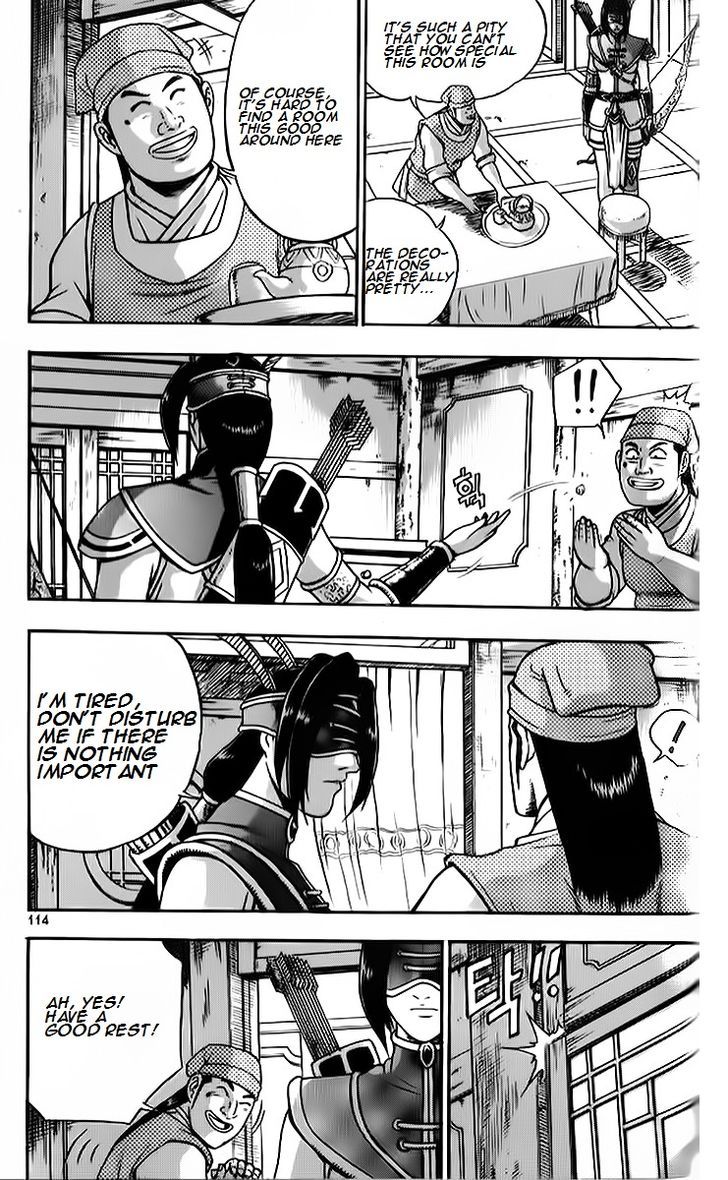 OF COURSE,
IT'S HARD TO
FIND A ROOM
THIS GOOD
AROUND HERE
IT'S SUCH A PITY
THAT YOU CAN'T
SEE HOW SPECIAL
THIS ROOM IS
THE DECO-
RATIONS
ARE REALLY
PRETTY...
!!
휙
I'M TIRED,
DON'T DISTURB
ME IF THERE
IS NOTHING
IMPORTANT
!
114
AH, YES!
HAVE A
GOOD REST!
탁!!